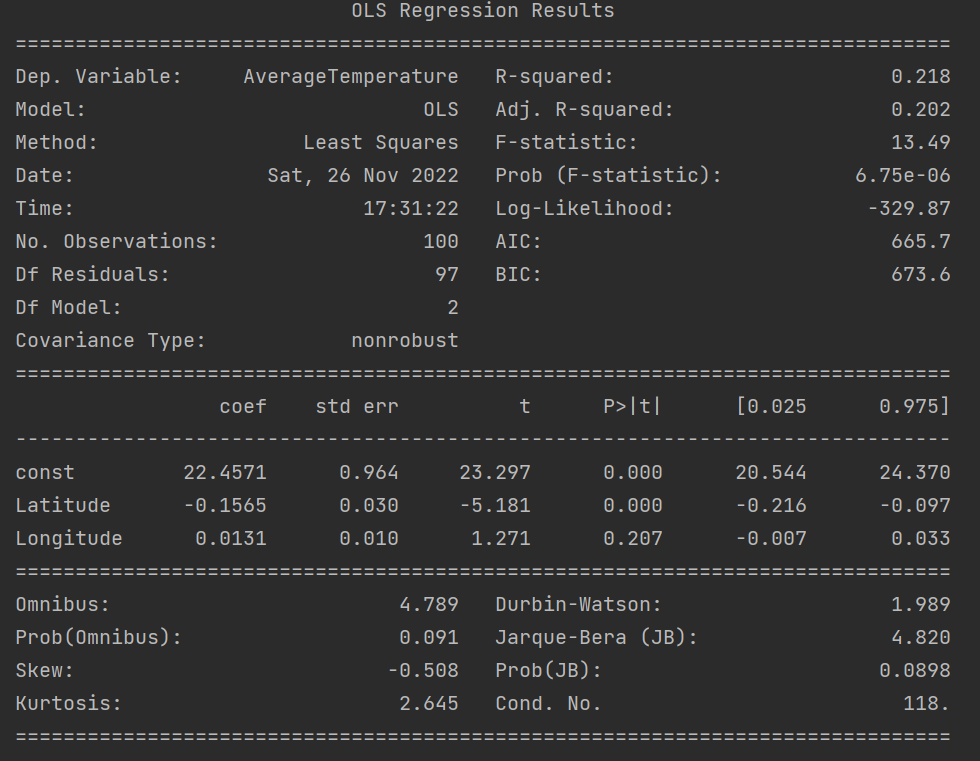 OLS Regression Results
==============================================================================
Dep. Variable:     AverageTemperature   R-squared:                       0.218
Model:                            OLS   Adj. R-squared:                  0.202
Method:                 Least Squares   F-statistic:                     13.49
Date:                Sat, 26 Nov 2022   Prob (F-statistic):           6.75e-06
Time:                        17:31:22   Log-Likelihood:                -329.87
No. Observations:                 100   AIC:                             665.7
Df Residuals:                      97   BIC:                             673.6
Df Model:                           2
Covariance Type:            nonrobust
==============================================================================
                 coef    std err          t      P>|t|      [0.025      0.975]
------------------------------------------------------------------------------
const         22.4571      0.964     23.297      0.000      20.544      24.370
Latitude      -0.1565      0.030     -5.181      0.000      -0.216      -0.097
Longitude      0.0131      0.010      1.271      0.207      -0.007       0.033
==============================================================================
Omnibus:                        4.789   Durbin-Watson:                   1.989
Prob(Omnibus):                  0.091   Jarque-Bera (JB):                4.820
Skew:                          -0.508   Prob(JB):                       0.0898
Kurtosis:                       2.645   Cond. No.                         118.
==============================================================================